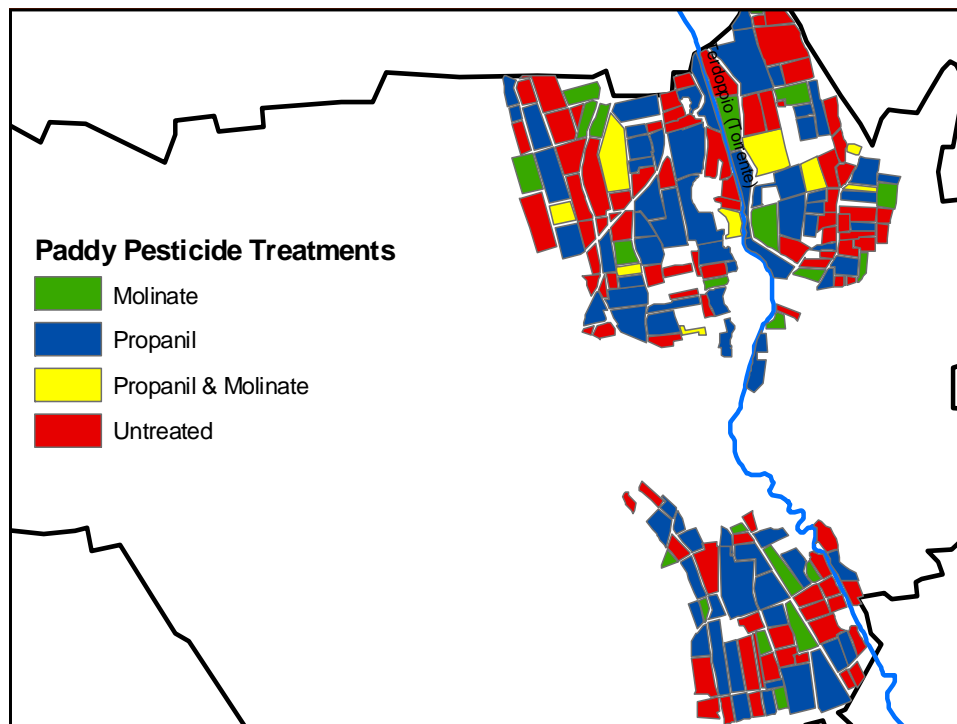 Terdoppio (Torrente)
Paddy Pesticide Treatments
Molinate
Propanil
Propanil & Molinate
Untreated